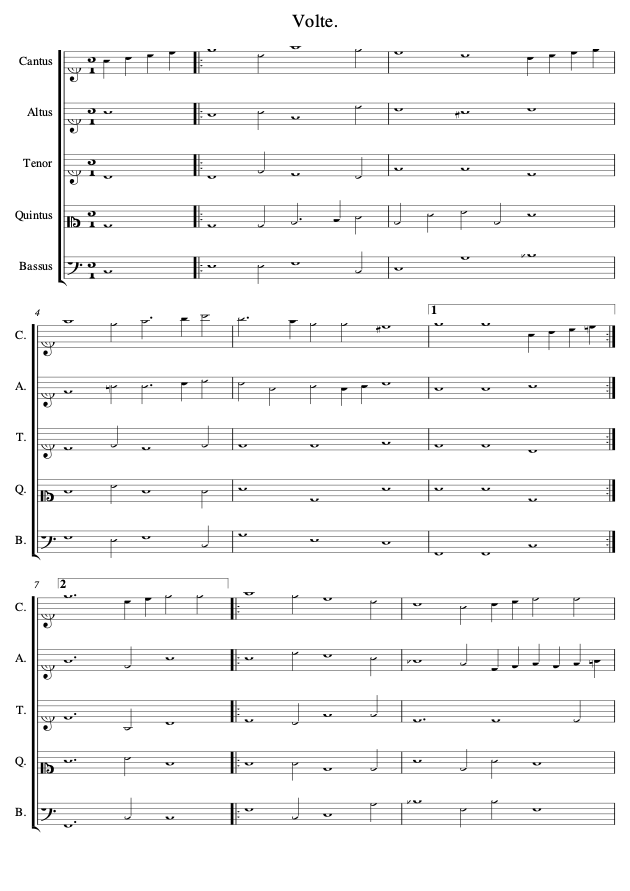 Volte.
Cantus
Altus
Tenor
Quintus
Bassus
4
1
C.
A.
T.
Q.
B.
7
2
C.
A.
T.
Q.
B.